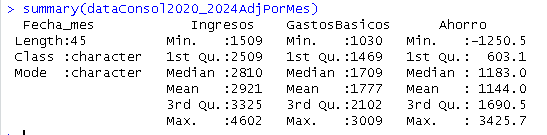 > summary(dataConsol2020_2024AdjPorMes)
Fecha_mes Ingresos GastosBasicos Ahorro
Length:45 Min. :1509 Min. :1030 Min. :-1250.5
Class :character 1st Qu.:2509 1st Qu.:1469 1st Qu.: 603.1
Mode :character Median :2810 Median :1709 Median : 1183.0
Mean :2921 Mean :1777 Mean : 1144.0
3rd Qu.:3325 3rd Qu.:2102 3rd Qu.: 1690.5
Max. :4602 Max. :3009 Max. : 3425.7